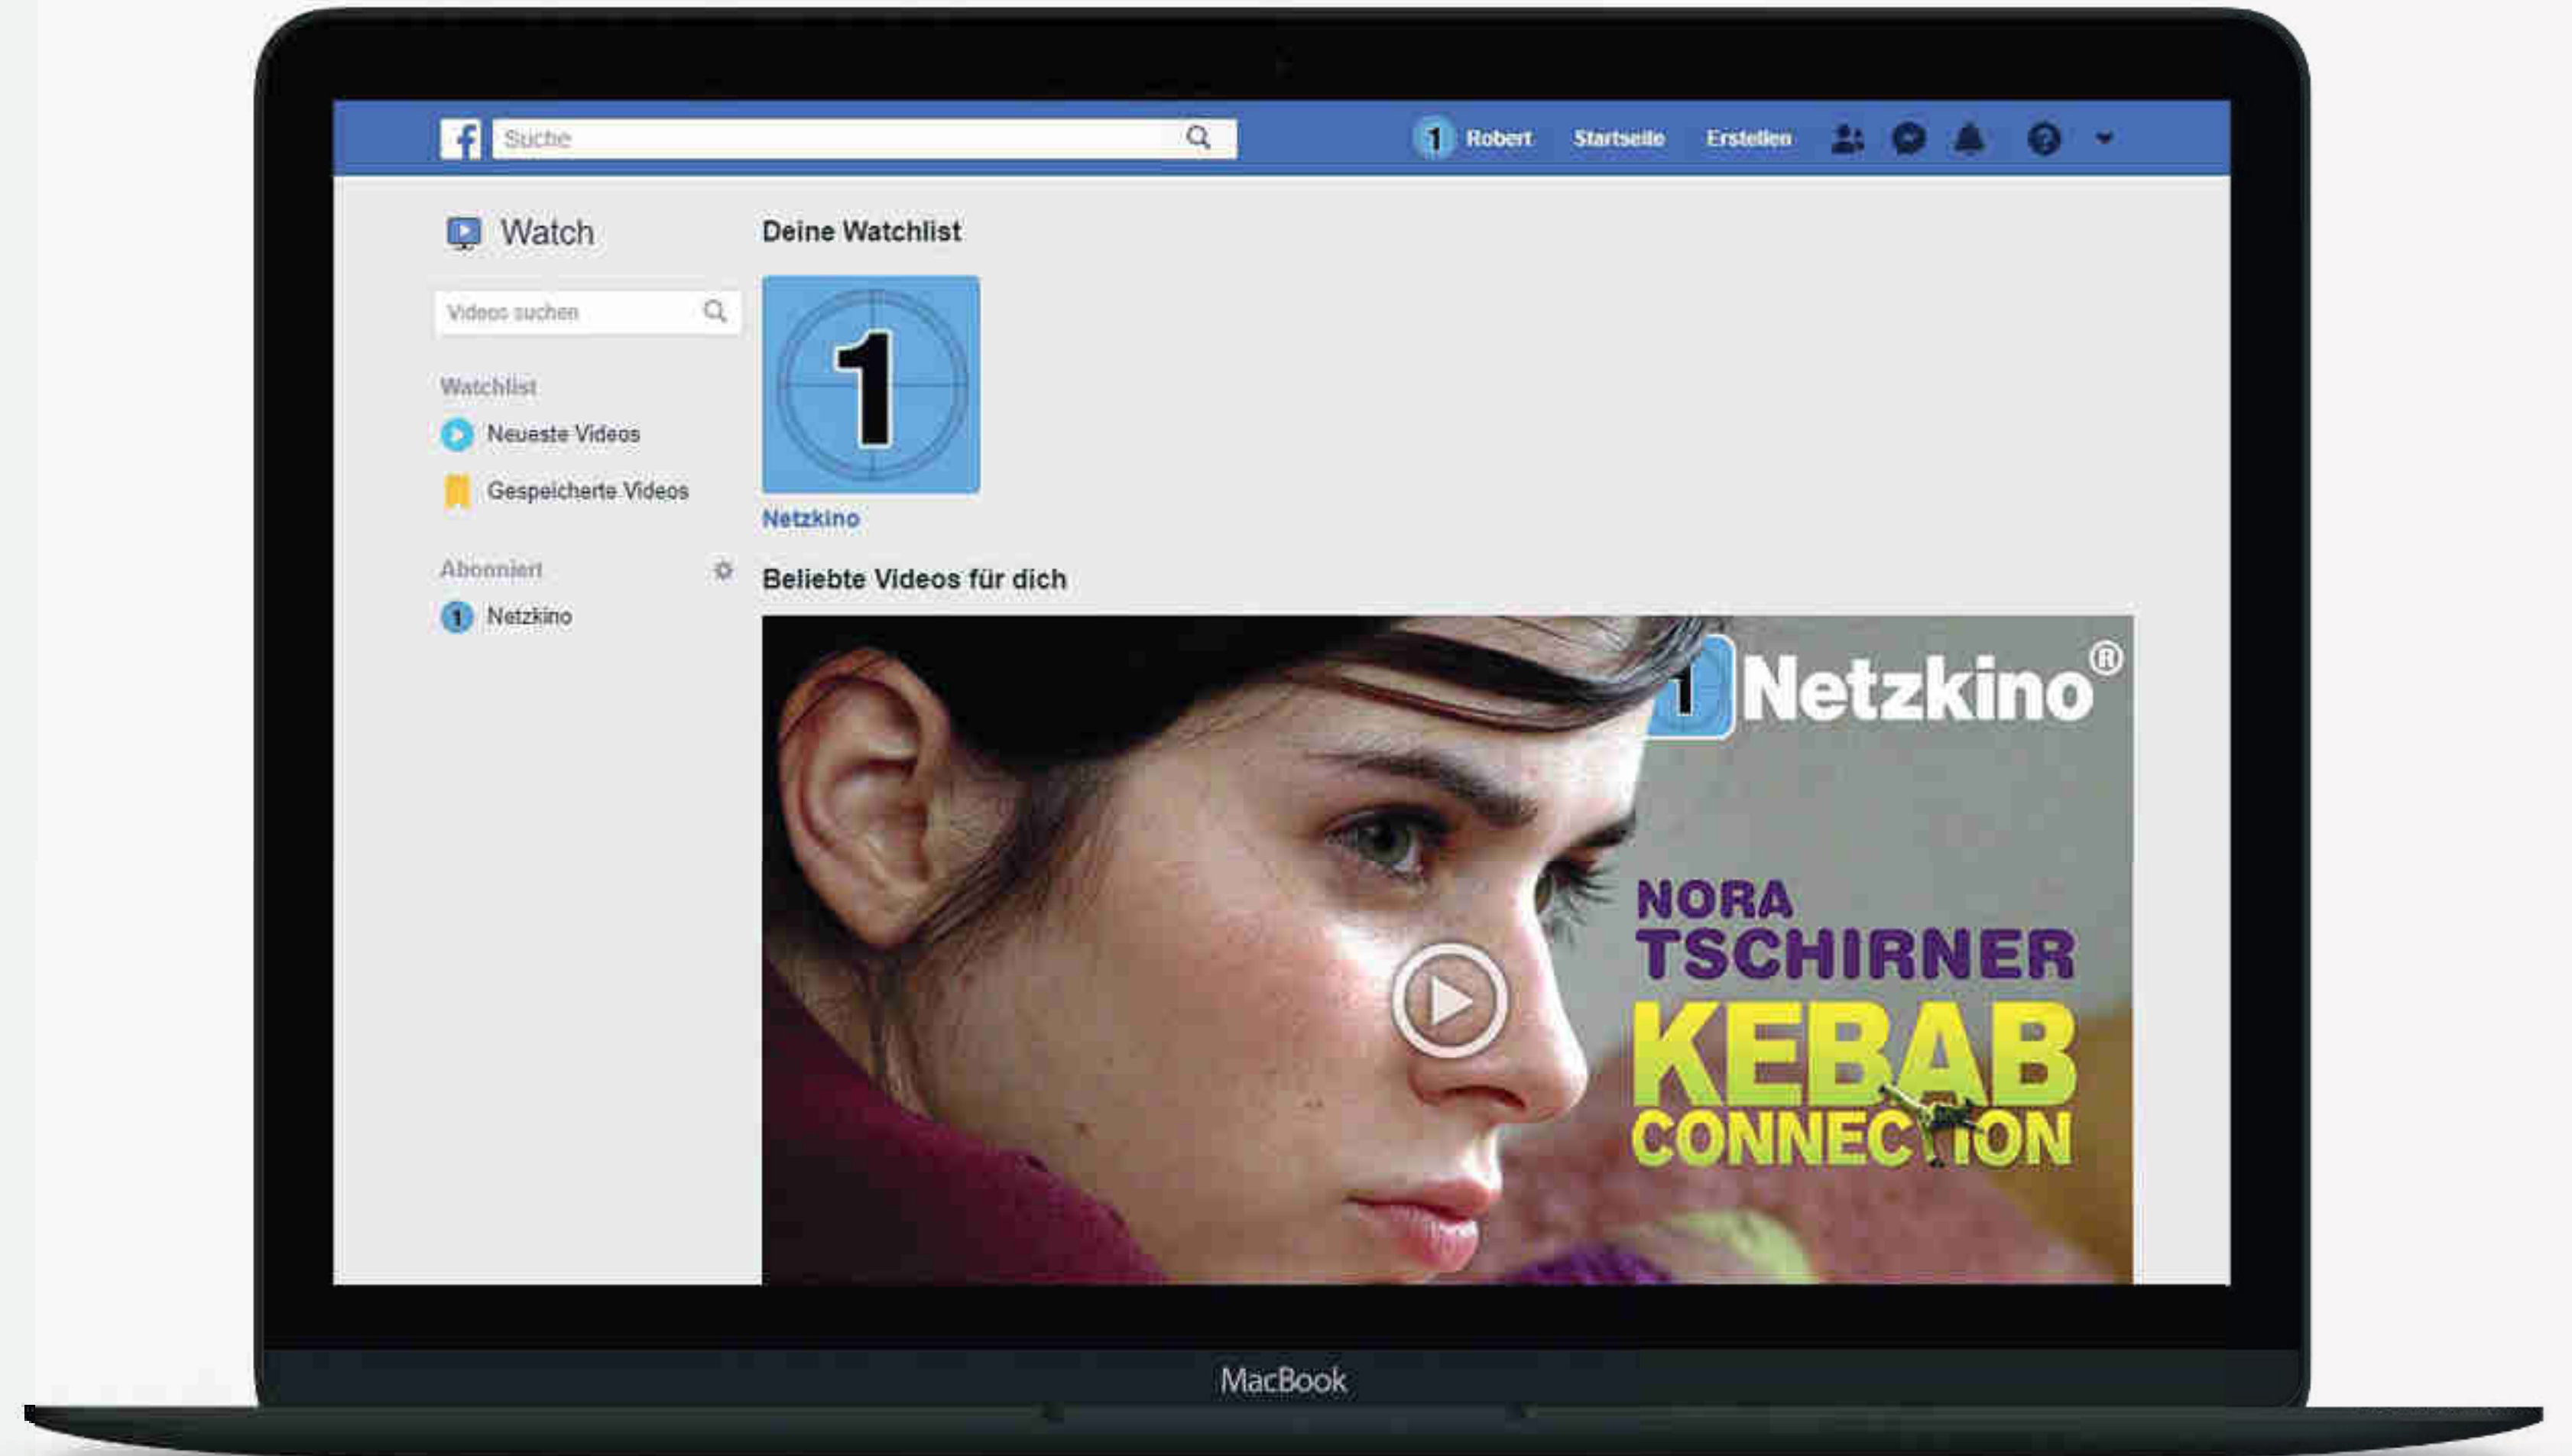 f Suche 1 Robert Startseite Erstellen ?
Watch
Videos suchen
Watchlist
Neueste Videos
Gespeicherte Videos
Abonniert
1 Netzkino
Deine Watchlist
1
Netzkino
Beliebte Videos für dich
1 Netzkino®
NORA
TSCHIRNER
KEBAB
CONNECTION
MacBook